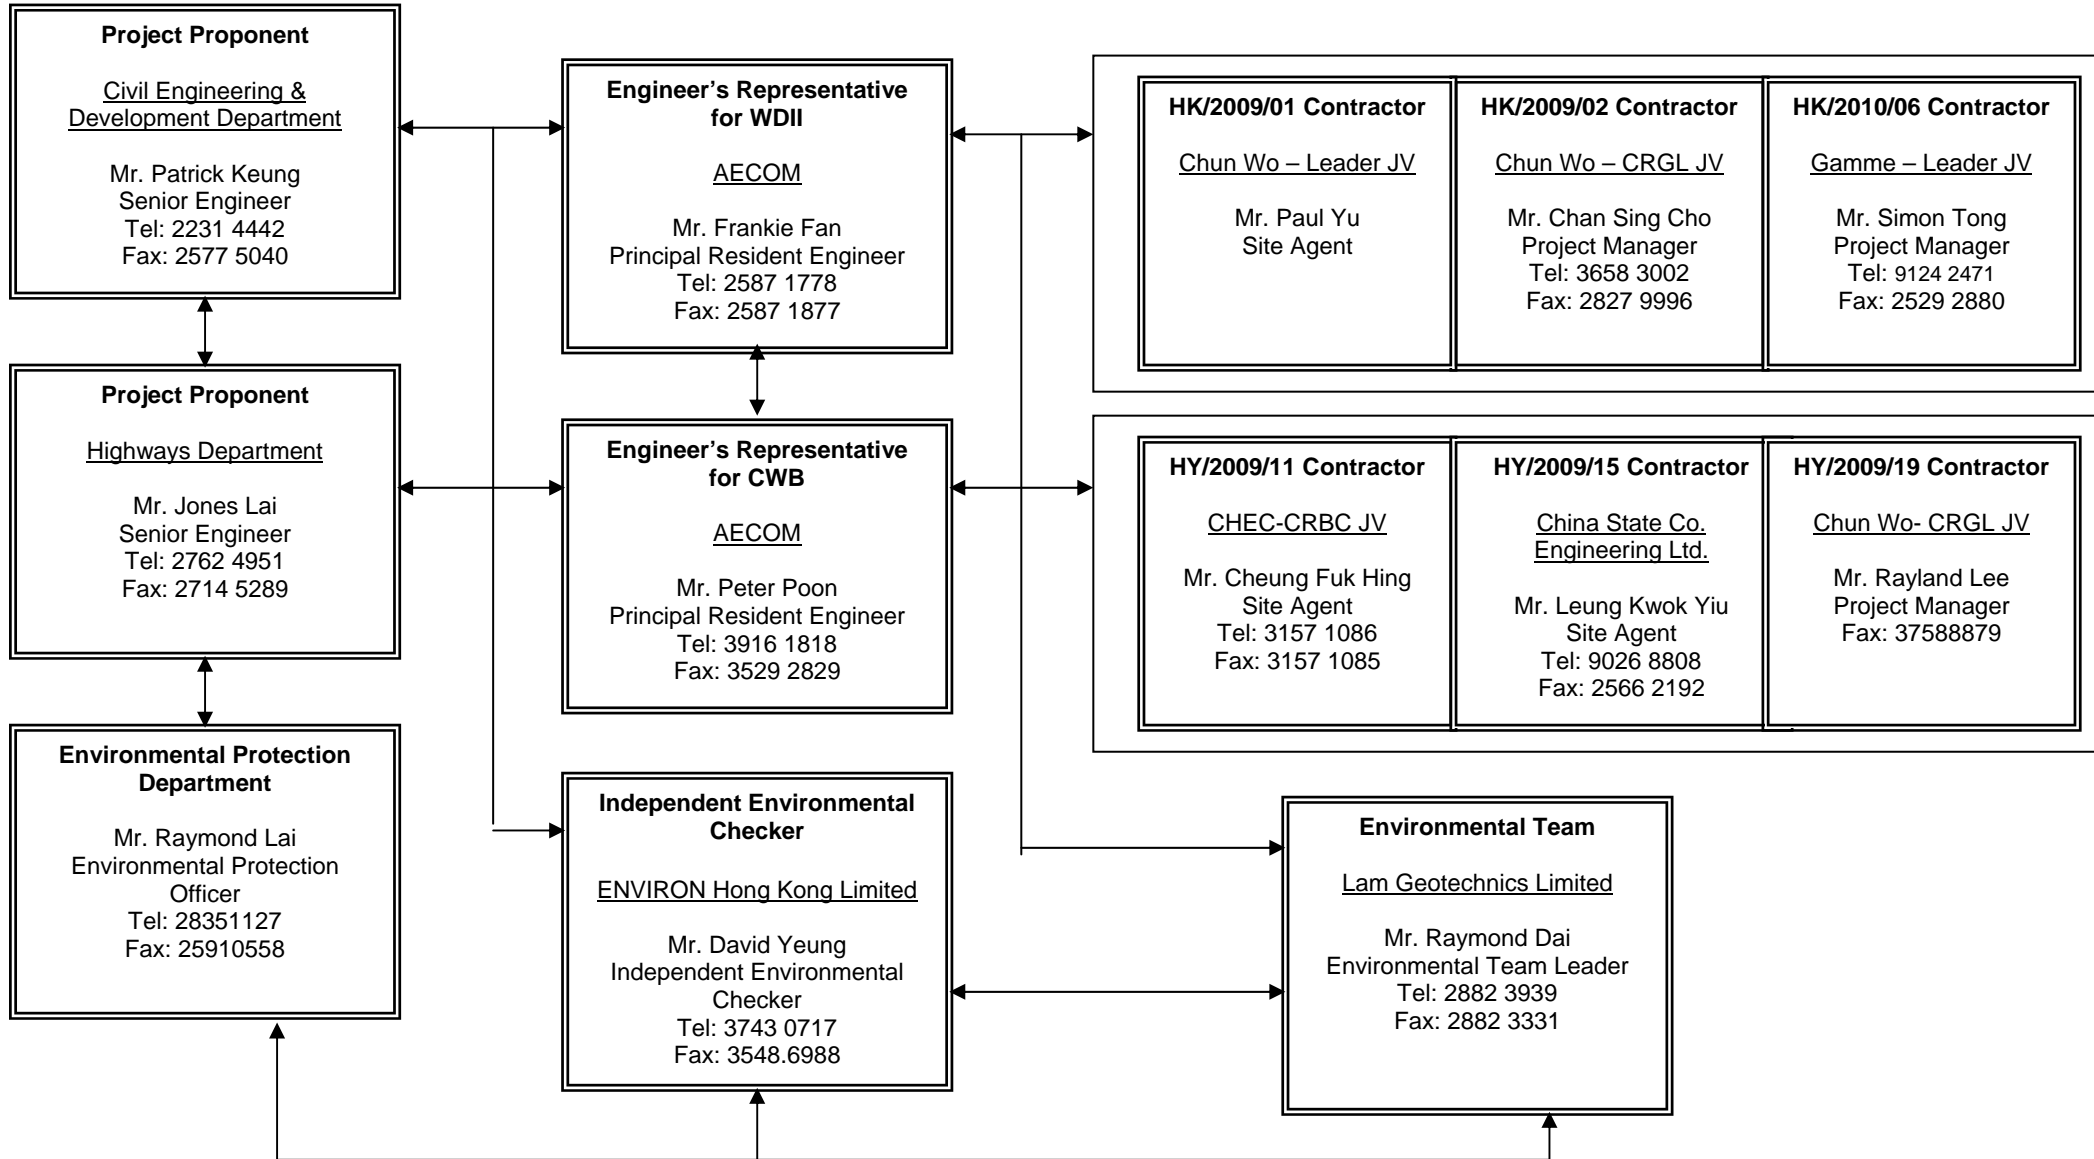 Project Proponent
Civil Engineering &
Development Department
Mr. Patrick Keung
Senior Engineer
Tel: 2231 4442
Fax: 2577 5040
Engineer's Representative
for WDII
AECOM
Mr. Frankie Fan
Principal Resident Engineer
Tel: 2587 1778
Fax: 2587 1877
HK/2009/01 Contractor
Chun Wo – Leader JV
Mr. Paul Yu
Site Agent
HK/2009/02 Contractor
Chun Wo – CRGL JV
Mr. Chan Sing Cho
Project Manager
Tel: 3658 3002
Fax: 2827 9996
HK/2010/06 Contractor
Gamme – Leader JV
Mr. Simon Tong
Project Manager
Tel: 9124 2471
Fax: 2529 2880
Project Proponent
Highways Department
Mr. Jones Lai
Senior Engineer
Tel: 2762 4951
Fax: 2714 5289
Engineer's Representative
for CWB
AECOM
Mr. Peter Poon
Principal Resident Engineer
Tel: 3916 1818
Fax: 3529 2829
HY/2009/11 Contractor
CHEC-CRBC JV
Mr. Cheung Fuk Hing
Site Agent
Tel: 3157 1086
Fax: 3157 1085
HY/2009/15 Contractor
China State Co.
Engineering Ltd.
Mr. Leung Kwok Yiu
Site Agent
Tel: 9026 8808
Fax: 2566 2192
HY/2009/19 Contractor
Chun Wo- CRGL JV
Mr. Rayland Lee
Project Manager
Fax: 37588879
Environmental Protection
Department
Mr. Raymond Lai
Environmental Protection
Officer
Tel: 28351127
Fax: 25910558
Independent Environmental
Checker
ENVIRON Hong Kong Limited
Mr. David Yeung
Independent Environmental
Checker
Tel: 3743 0717
Fax: 3548.6988
Environmental Team
Lam Geotechnics Limited
Mr. Raymond Dai
Environmental Team Leader
Tel: 2882 3939
Fax: 2882 3331